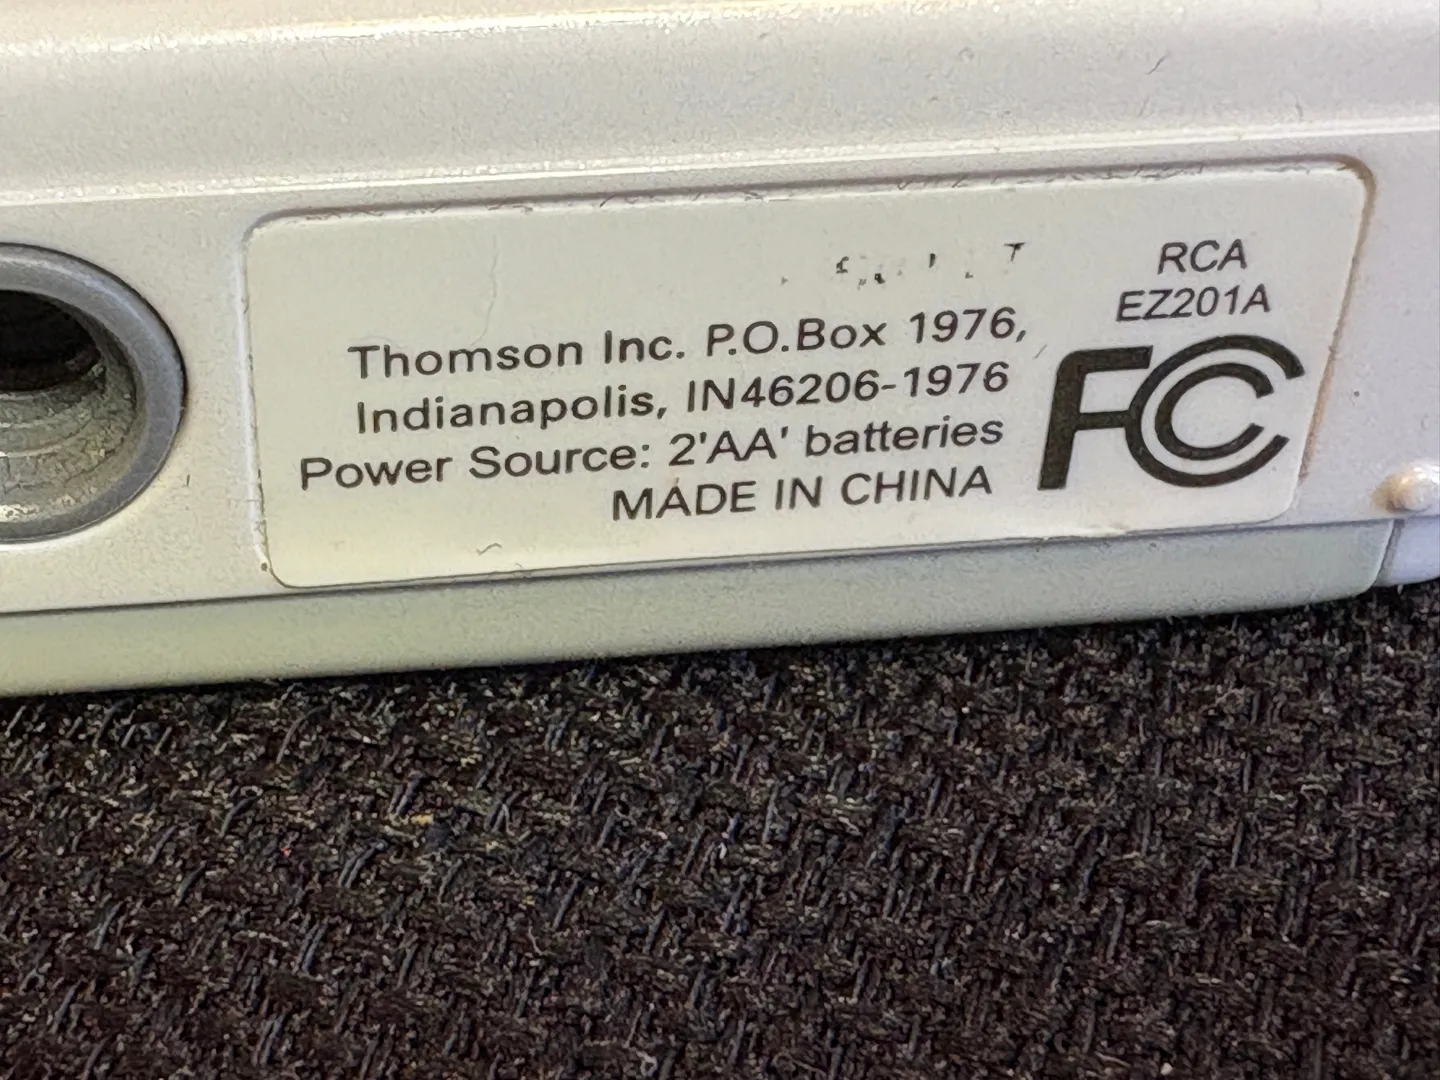 RCA
EZ201A
Thomson Inc. P.O.Box 1976,
Indianapolis, IN46206-1976
Power Source: 2'AA' batteries
MADE IN CHINA
FC